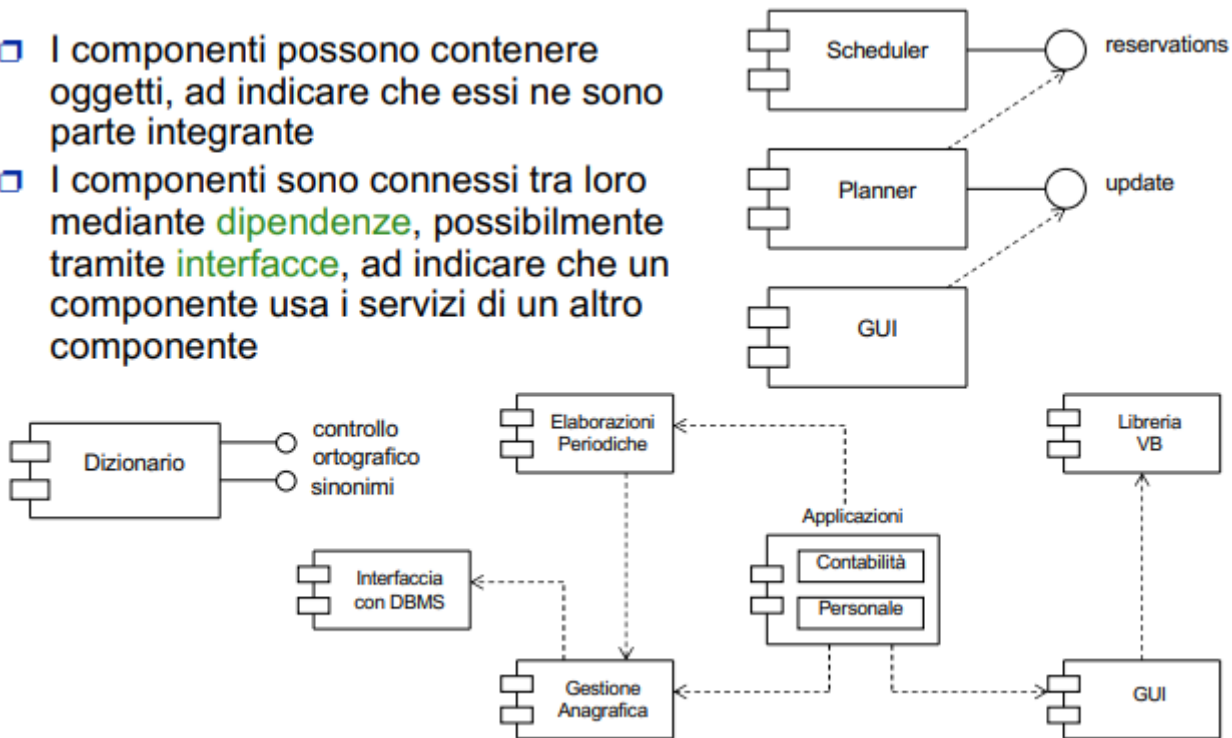 I componenti possono contenere
oggetti, ad indicare che essi ne sono
parte integrante
I componenti sono connessi tra loro
mediante dipendenze, possibilmente
tramite interfacce, ad indicare che un
componente usa i servizi di un altro
componente
Scheduler
reservations
Planner
update
GUI
Dizionario
controllo
ortografico
sinonimi
Elaborazioni
Periodiche
Libreria
VB
Applicazioni
Contabilità
Personale
Interfaccia
con DBMS
Gestione
Anagrafica
GUI